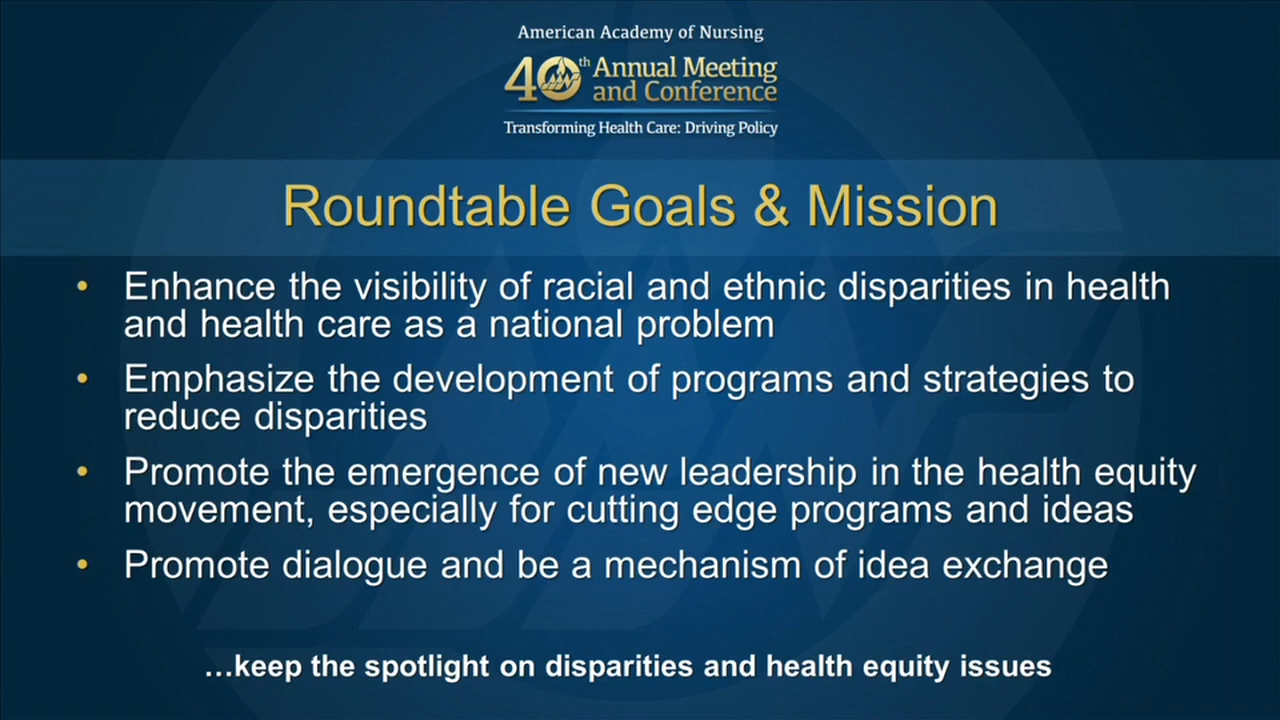 American Academy of Nursing
40th Annual Meeting
and Conference
Transforming Health Care: Driving Policy
Roundtable Goals & Mission
• Enhance the visibility of racial and ethnic disparities in health
and health care as a national problem
• Emphasize the development of programs and strategies to
reduce disparities
• Promote the emergence of new leadership in the health equity
movement, especially for cutting edge programs and ideas
• Promote dialogue and be a mechanism of idea exchange
…keep the spotlight on disparities and health equity issues